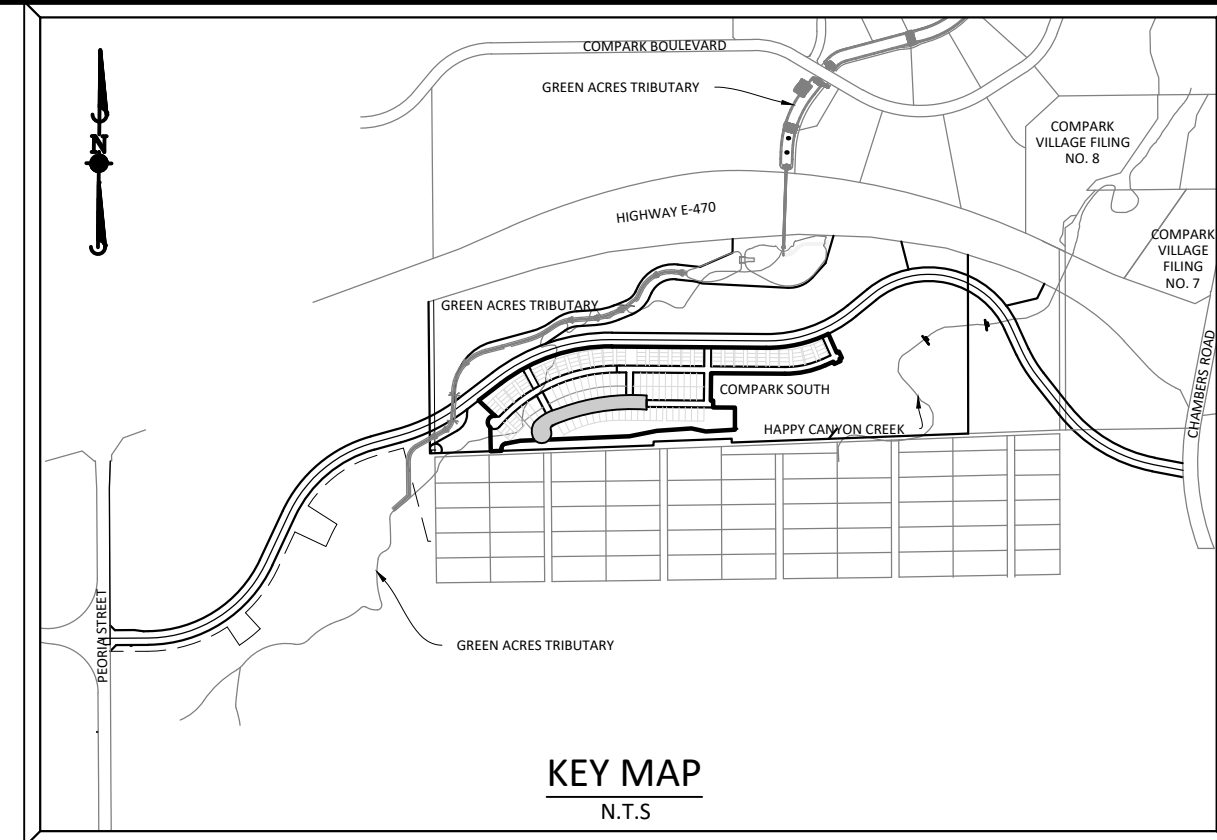 COMPARK BOULEVARD
GREEN ACRES TRIBUTARY
COMPARK
VILLAGE FILING
NO. 8
N
HIGHWAY E-470
COMPARK
VILLAGE
FILING
NO. 7
GREEN ACRES TRIBUTARY
CHAMBERS ROAD
COMPARK SOUTH
HAPPY CANYON CREEK
PEORIA STREET
GREEN ACRES TRIBUTARY
KEY MAP
N.T.S